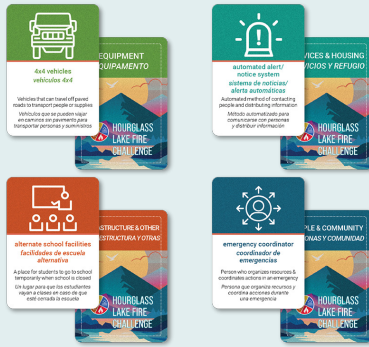 4x4 vehicles
vehículos 4x4
Vehicles that can travel off paved
roads to transport people or supplies
Vehículos que se pueden viajar
en caminos sin pavimento para
transportar personas y suministros
EQUIPMENT
QUIPAMENTO
HOURGLASS
LAKE FIRE
CHALLENGE
automated alert/
notice system
sistema de noticias/
alerta automáticas
Automated method of contacting
people and distributing information
Método automatizado para
comunicarse con personas
y distribuir información
ICES & HOUSING
ICIOS Y REFUGIO
HOURGLASS
LAKE FIRE
CHALLENGE
alternate school facilities
facilidades de escuela
alternativa
A place for students to go to school
temporarily when school is closed
Un lugar para que los estudiantes
vayan a clases en caso de que
esté cerrada la escuela
STRUCTURE & OTHER
ESTRUCTURA Y OTRAS
HOURGLASS
LAKE FIRE
CHALLENGE
emergency coordinator
coordinador de
emergencias
Person who organizes resources &
coordinates actions in an emergency
Persona que organiza recursos y
coordina acciones durante
una emergencia
PLE & COMMUNITY
ONAS Y COMUNIDAD
HOURGLASS
LAKE FIRE
CHALLENGE